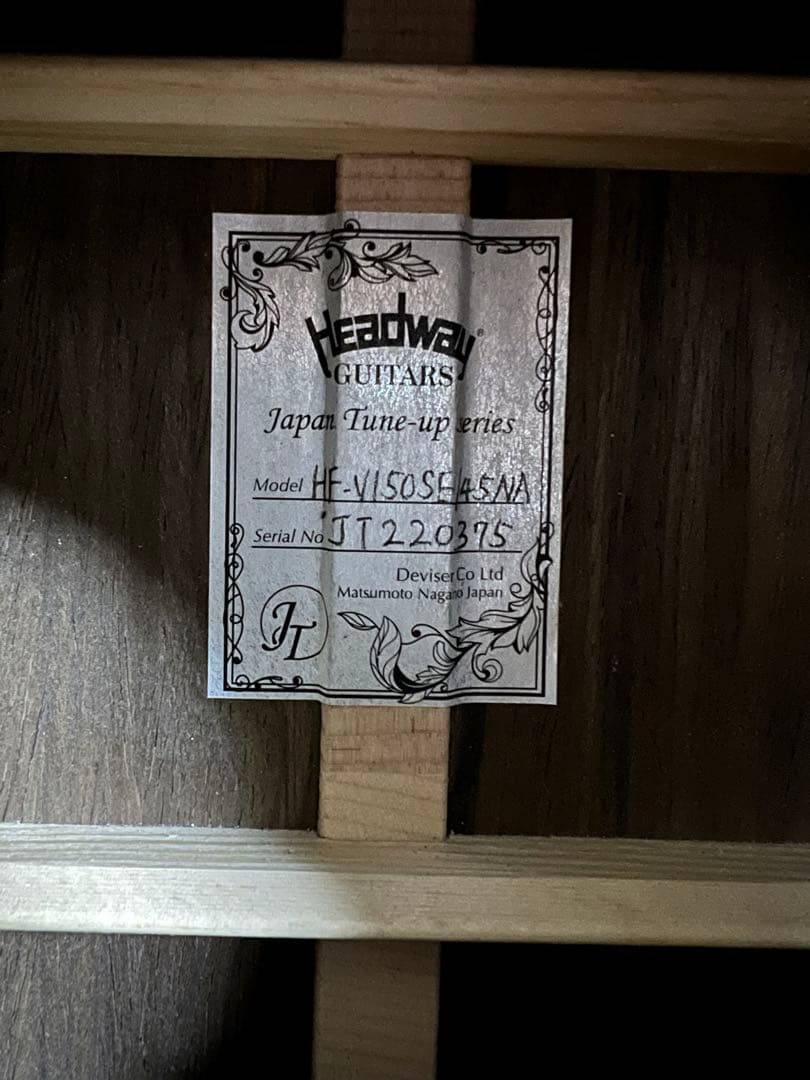 Headway®
GUITARS
Japan Tune-up series
Model HF-V150SE/45NA
Serial No JT220375
Deviser Co Ltd
Matsumoto Nagano Japan
JT